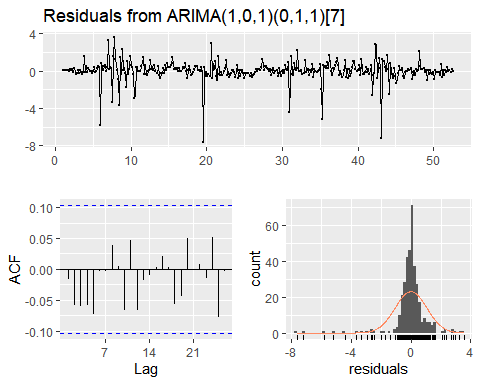 Residuals from ARIMA(1,0,1)(0,1,1)[7]
4
0
-4
-8
0 10 20 30 40 50
ACF
0.10
0.05
0.00
-0.05
-0.10
7 14 21
Lag
count
60
40
20
0
-8 -4 0 4
residuals